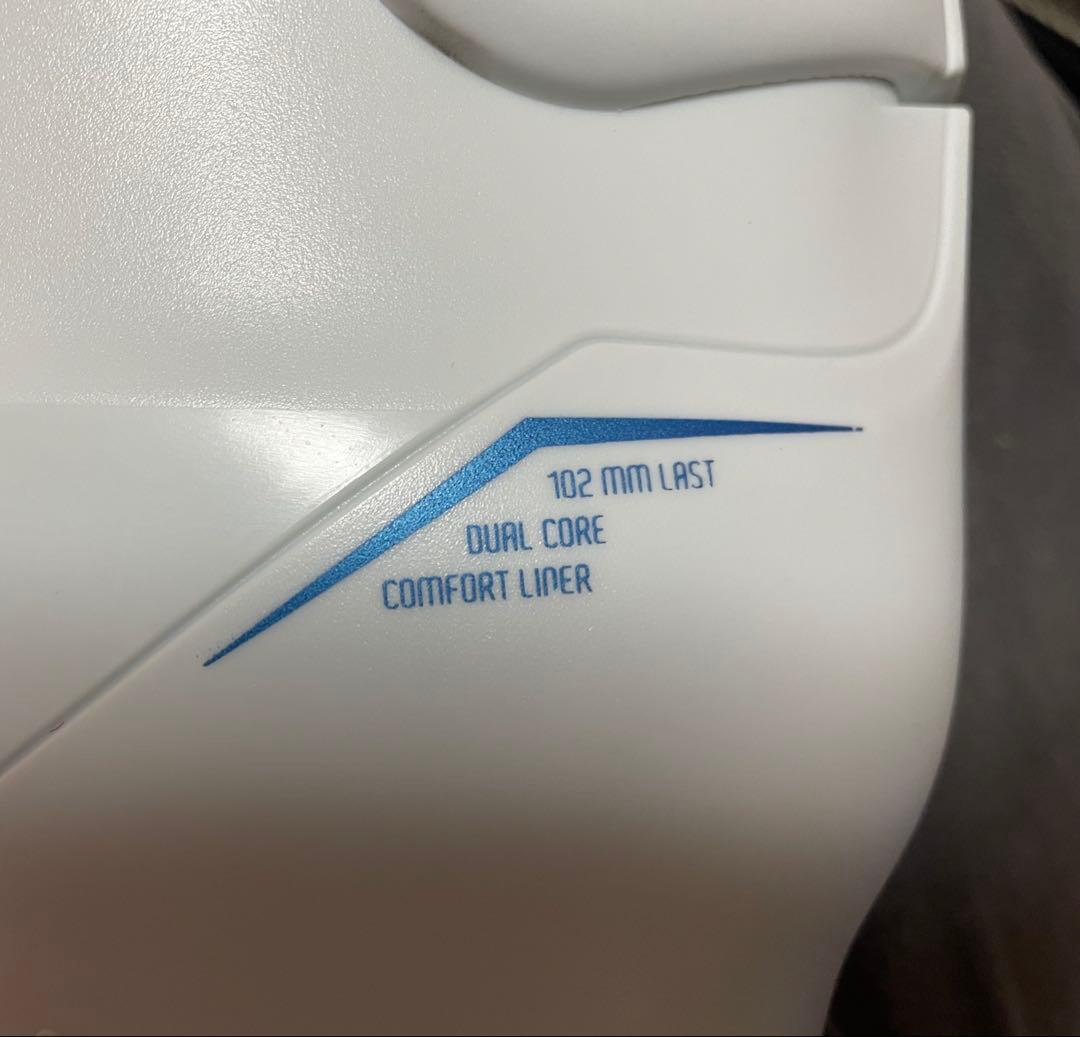 102 MM LAST
DUAL CORE
COMFORT LINER